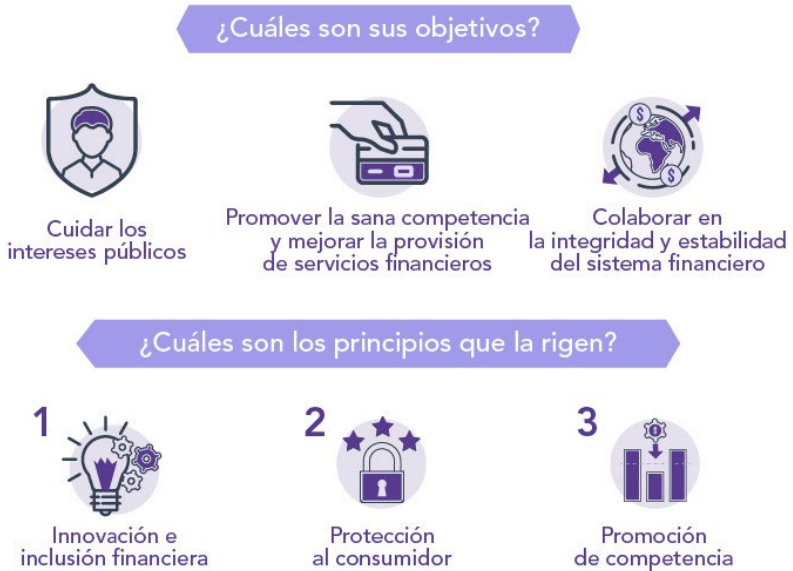 ¿Cuáles son sus objetivos?
Cuidar los
intereses públicos
Promover la sana competencia
y mejorar la provisión
de servicios financieros
Colaborar en
la integridad y estabilidad
del sistema financiero
$
$
¿Cuáles son los principios que la rigen?
1
Innovación e
inclusión financiera
2
Protección
al consumidor
3
Promoción
de competencia